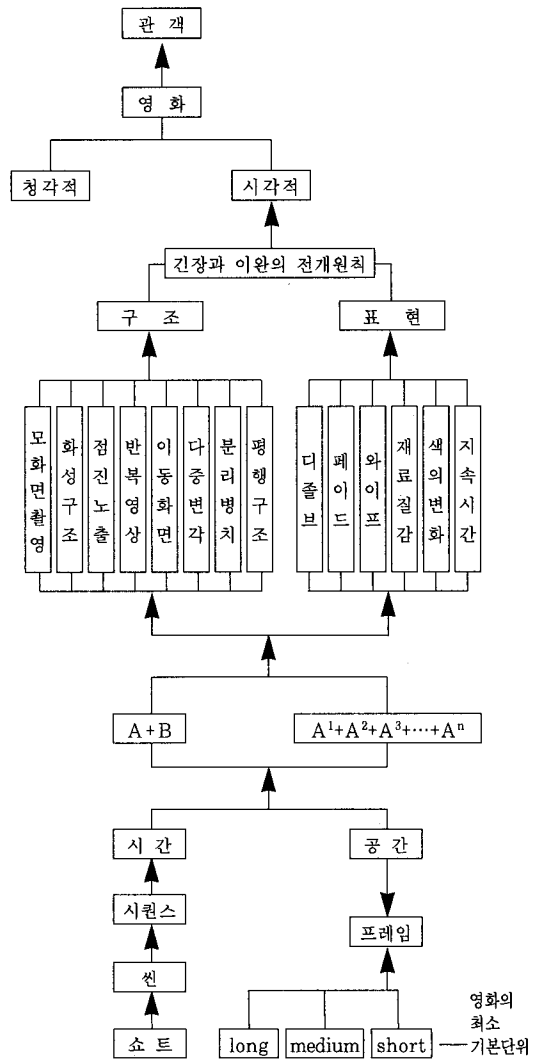 관 객
영 화
청각적
시각적
긴장과 이완의 전개원칙
구 조
표 현
모화면촬영
화성구조
점진노출
반복영상
이동화면
다중변각
분리병치
평행구조
디졸브
페이드
와이프
재료질감
색의변화
지속시간
A+B
A¹+A²+A³+⋯+Aⁿ
시 간
공 간
시퀀스
프레임
씬
쇼 트
long
medium
short
영화의
최소
기본단위